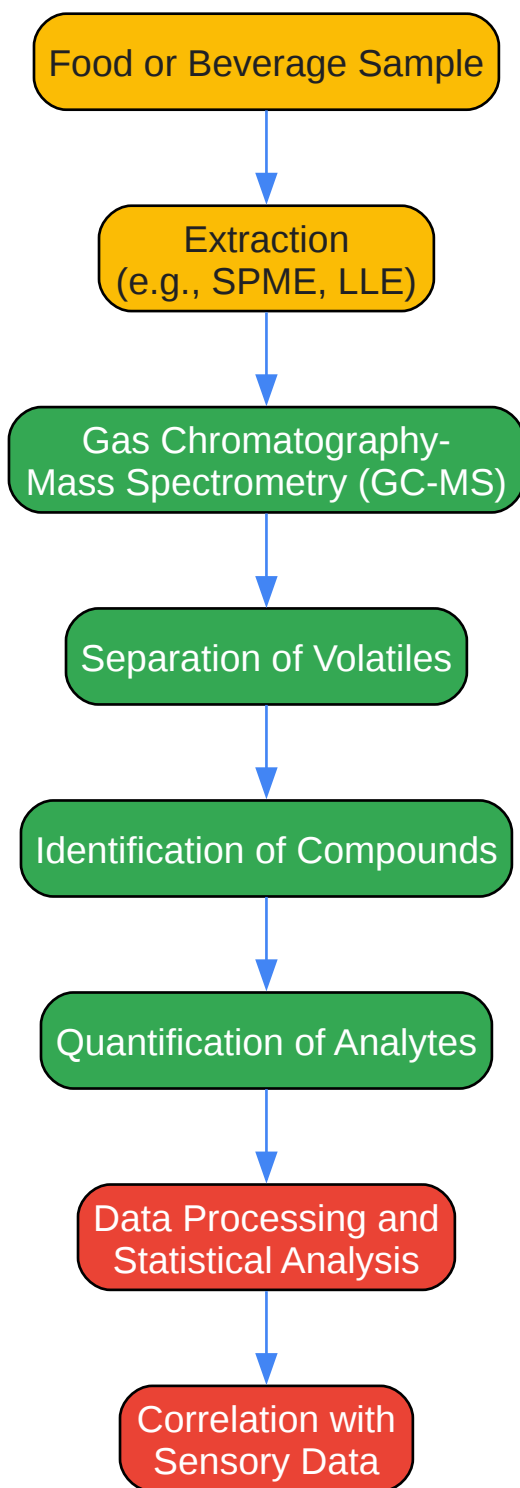 Food or Beverage Sample
Extraction
(e.g., SPME, LLE)
Gas Chromatography-
Mass Spectrometry (GC-MS)
Separation of Volatiles
Identification of Compounds
Quantification of Analytes
Data Processing and
Statistical Analysis
Correlation with
Sensory Data